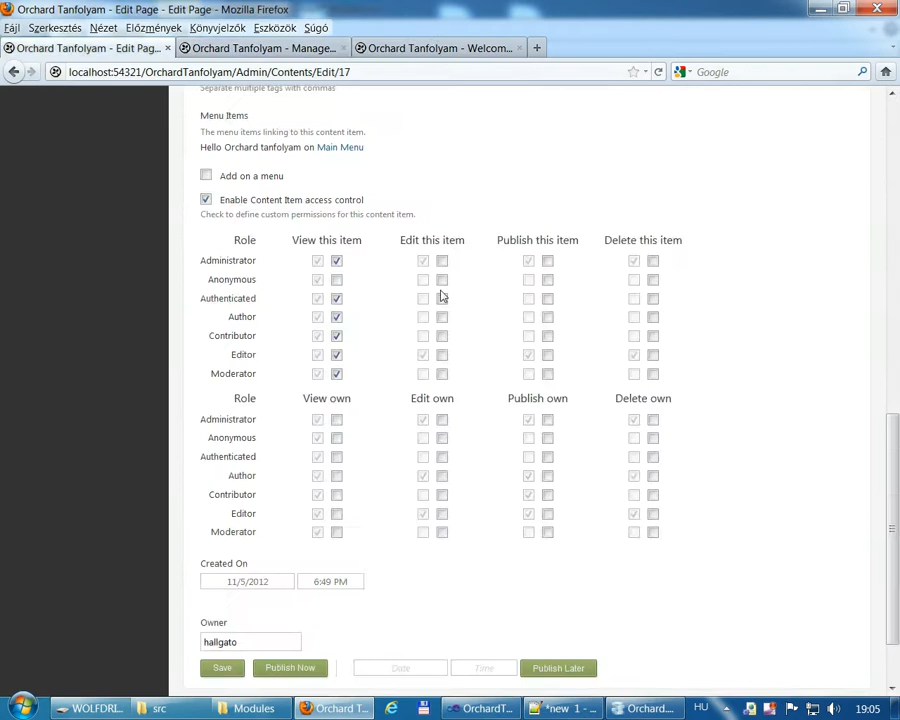 Orchard Tanfolyam - Edit Page - Edit Page - Mozilla Firefox
Fájl Szerkesztés Nézet Előzmények Könyvjelzők Eszközök Súgó
Orchard Tanfolyam - Edit Pag... × Orchard Tanfolyam - Manage... × Orchard Tanfolyam - Welcom... × +
localhost:54321/OrchardTanfolyam/Admin/Contents/Edit/17 Google
Separate multiple tags with commas
Menu Items
The menu items linking to this content item.
Hello Orchard tanfolyam on Main Menu
Add on a menu
Enable Content Item access control
Check to define custom permissions for this content item.
Role View this item Edit this item Publish this item Delete this item
Administrator
Anonymous
Authenticated
Author
Contributor
Editor
Moderator
Role View own Edit own Publish own Delete own
Administrator
Anonymous
Authenticated
Author
Contributor
Editor
Moderator
Created On
11/5/2012 6:49 PM
Owner
hallgato
Save Publish Now Date Time Publish Later
WOLFDRI... src Modules Orchard T... OrchardT... *new 1 - ... Orchard.... HU 19:05